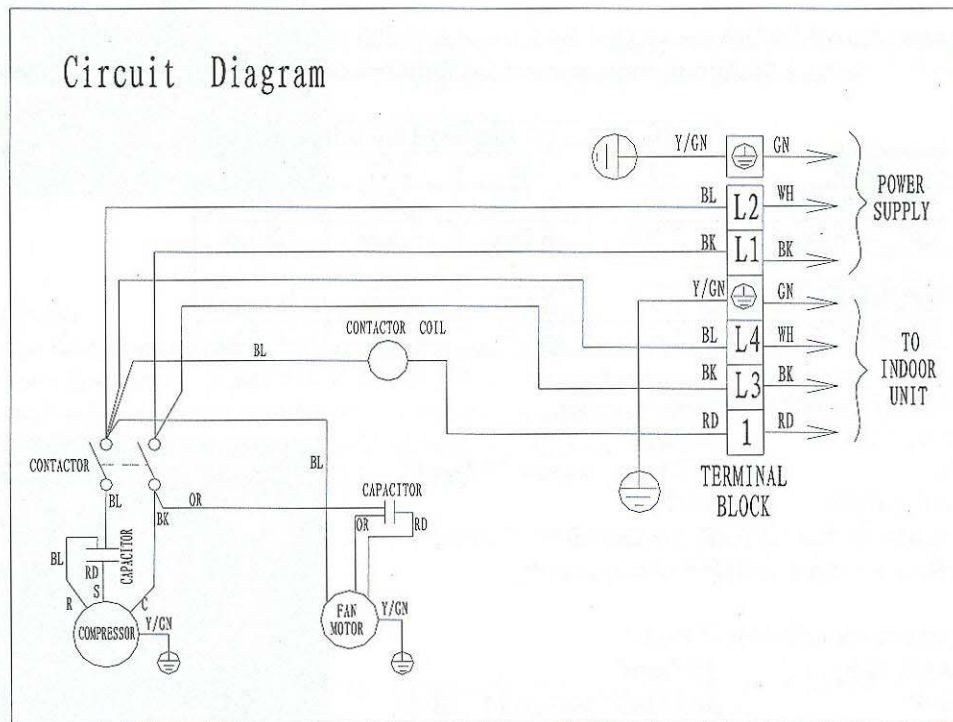 Circuit Diagram
Y/GN
GN
BL
L2
WH
POWER
SUPPLY
BK
L1
BK
Y/GN
GN
CONTACTOR COIL
BL
BL
L4
WH
TO
INDOOR
UNIT
BK
L3
BK
RD
1
RD
CONTACTOR
BL
TERMINAL
BLOCK
BL
BK
OR
CAPACITOR
OR
RD
BL
RD
CAPACITOR
S
R
C
COMPRESSOR
Y/GN
FAN
MOTOR
Y/GN